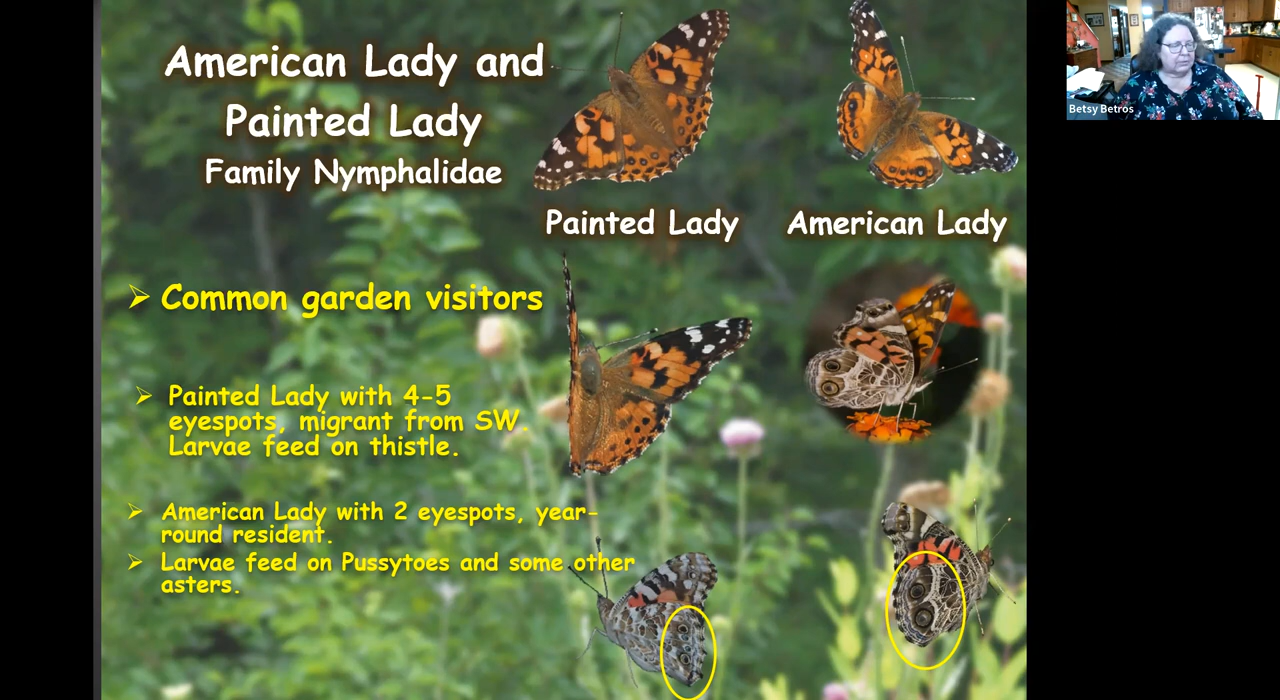 American Lady and
Painted Lady
Family Nymphalidae
Painted Lady
American Lady
Common garden visitors
Painted Lady with 4-5
eyespots, migrant from SW.
Larvae feed on thistle.
American Lady with 2 eyespots, year-
round resident.
Larvae feed on Pussytoes and some other
asters.
Betsy Betros